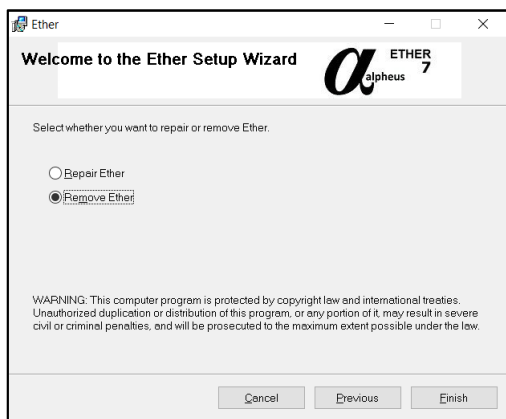 Ether
Welcome to the Ether Setup Wizard
ETHER
7
alpheus
Select whether you want to repair or remove Ether.
Repair Ether
Remove Ether
WARNING: This computer program is protected by copyright law and international treaties.
Unauthorized duplication or distribution of this program, or any portion of it, may result in severe
civil or criminal penalties, and will be prosecuted to the maximum extent possible under the law.
Cancel
Previous
Finish